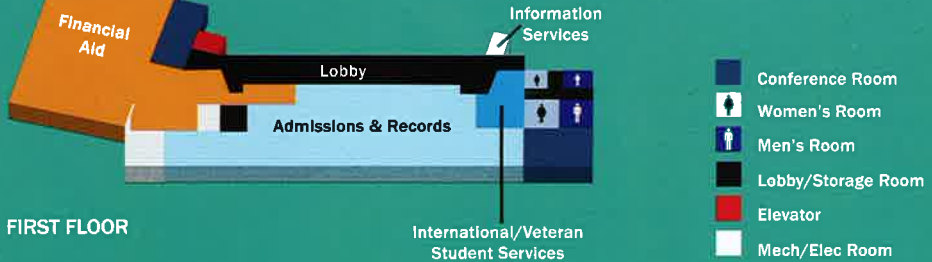 Financial
Aid
Information
Services
Lobby
Admissions & Records
International/Veteran
Student Services
FIRST FLOOR
Conference Room
Women's Room
Men's Room
Lobby/Storage Room
Elevator
Mech/Elec Room